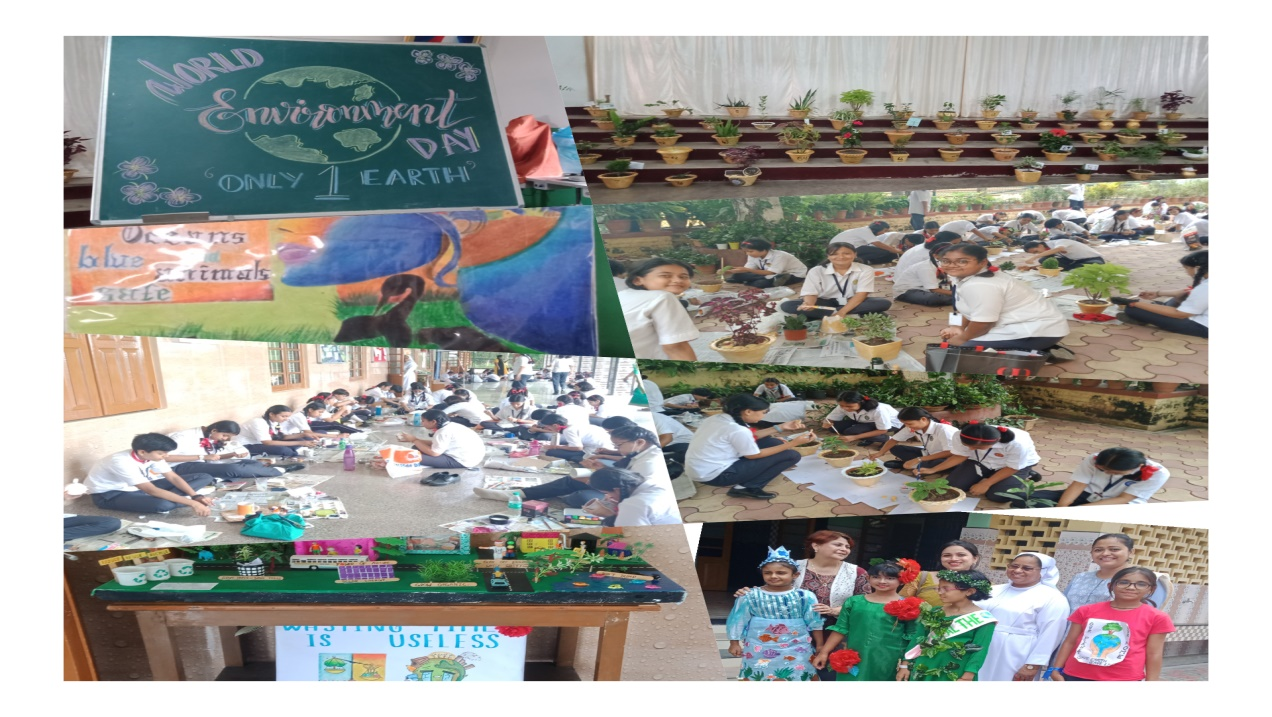 WORLD
Environment
DAY
'ONLY 1 EARTH'
Oceans
blue
animals
safe
WASTING TIME
IS USELESS